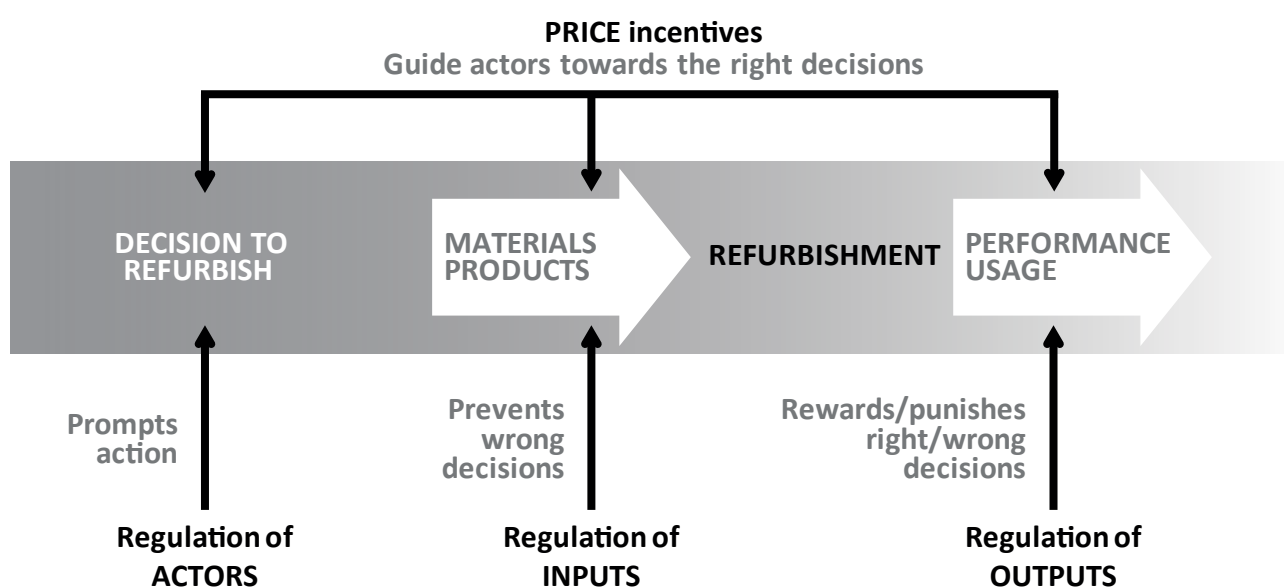 PRICE incentives
Guide actors towards the right decisions
DECISION TO
REFURBISH
MATERIALS
PRODUCTS
REFURBISHMENT
PERFORMANCE
USAGE
Prompts
action
Prevents
wrong
decisions
Rewards/punishes
right/wrong
decisions
Regulation of
ACTORS
Regulation of
INPUTS
Regulation of
OUTPUTS